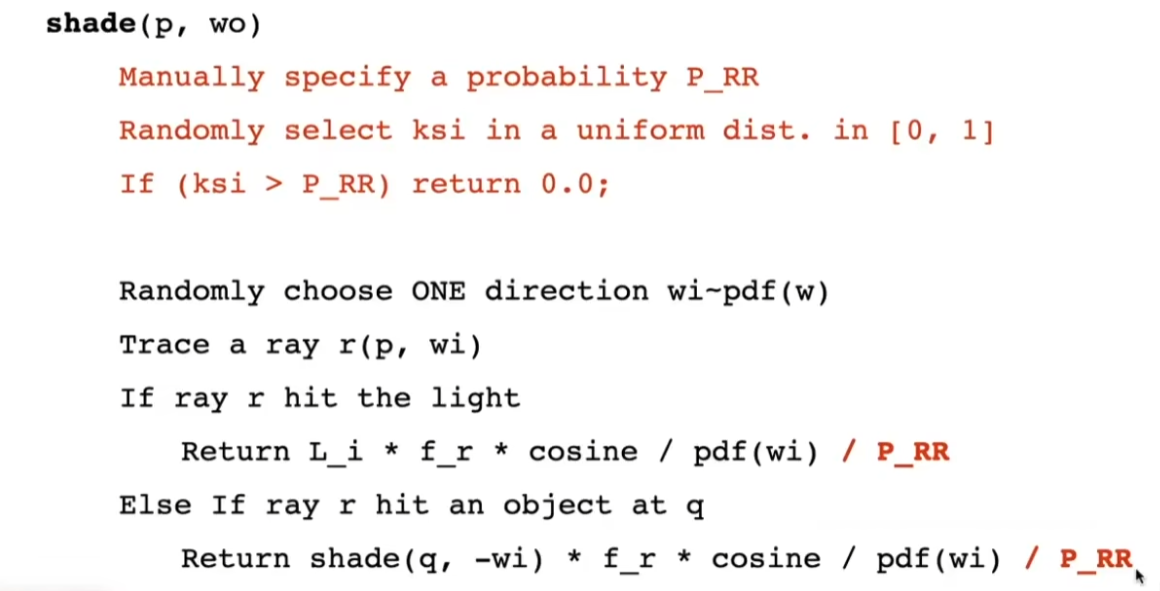 shade(p, wo)
Manually specify a probability P_RR
Randomly select ksi in a uniform dist. in [0, 1]
If (ksi > P_RR) return 0.0;
Randomly choose ONE direction wi~pdf(w)
Trace a ray r(p, wi)
If ray r hit the light
Return L_i * f_r * cosine / pdf(wi) / P_RR
Else If ray r hit an object at q
Return shade(q, -wi) * f_r * cosine / pdf(wi) / P_RR